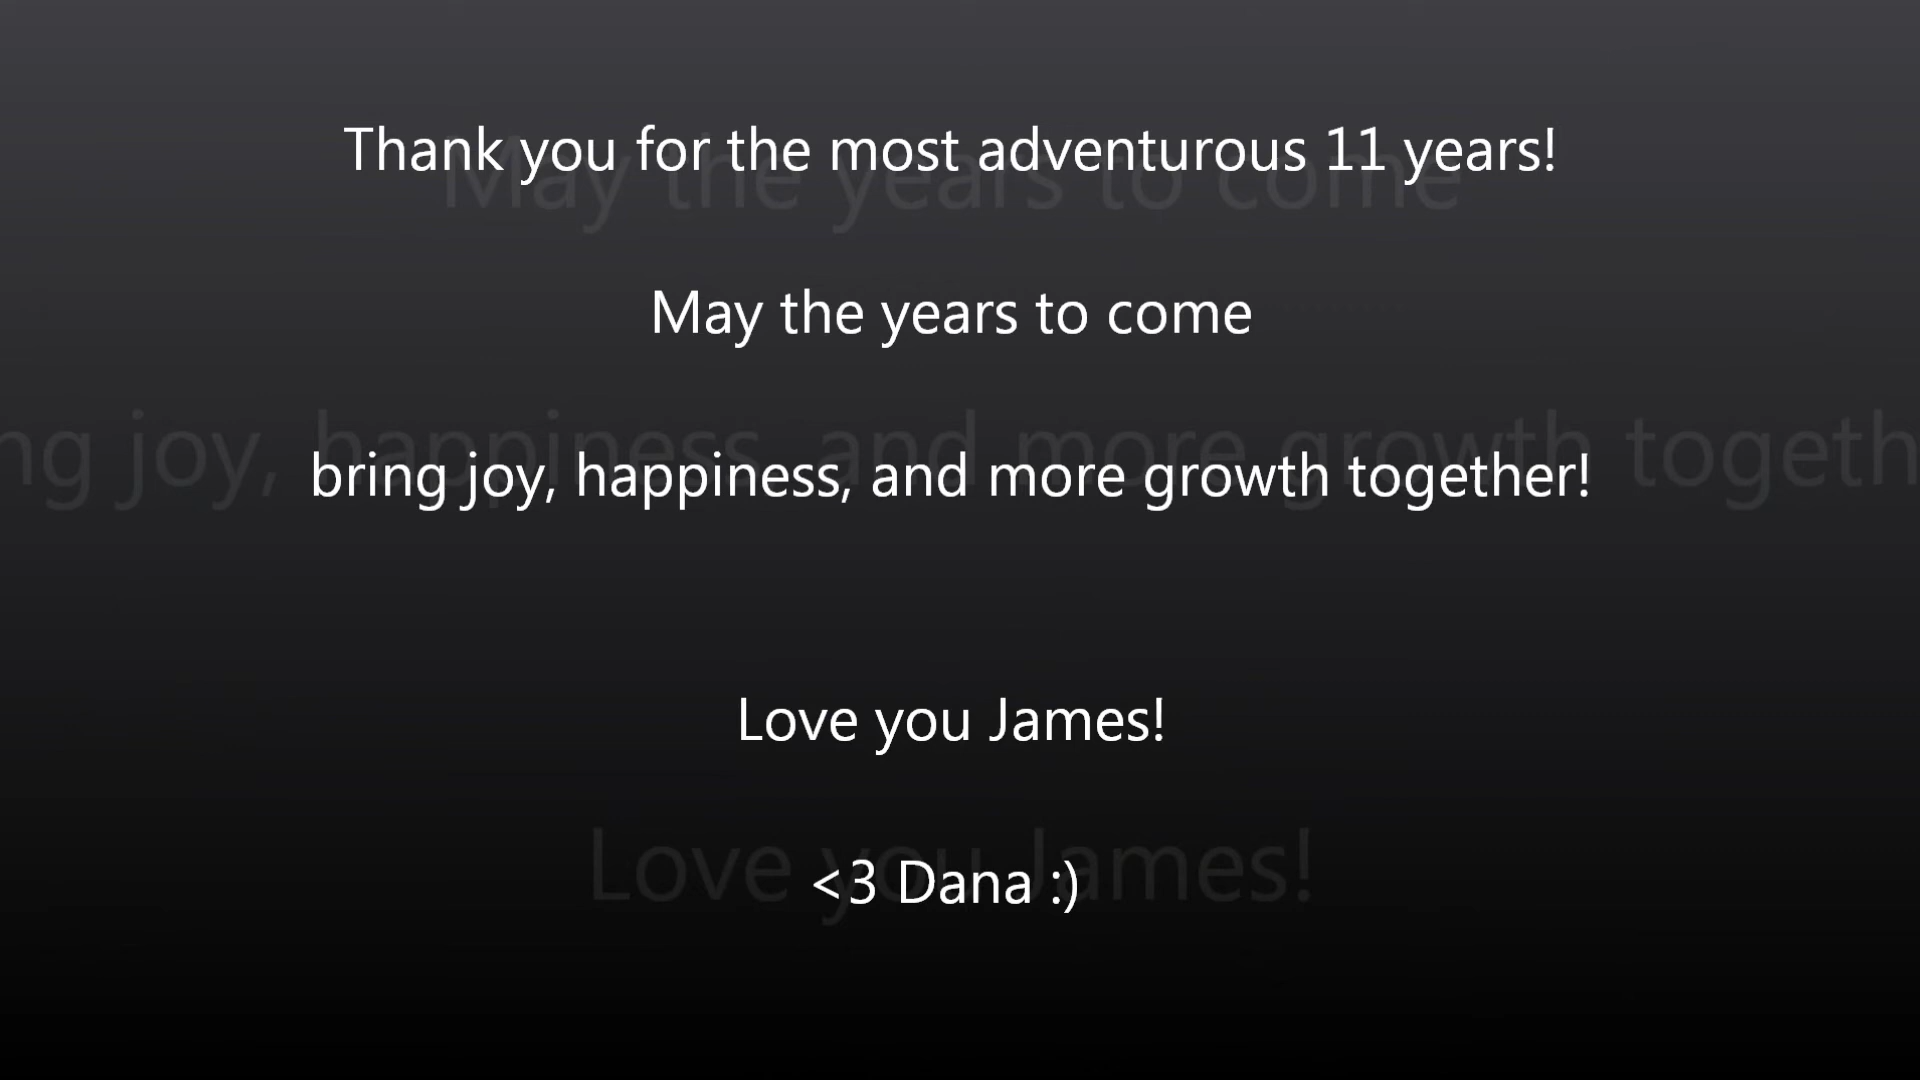 Thank you for the most adventurous 11 years!
May the years to come
bring joy, happiness, and more growth together!
Love you James!
<3 Dana :)